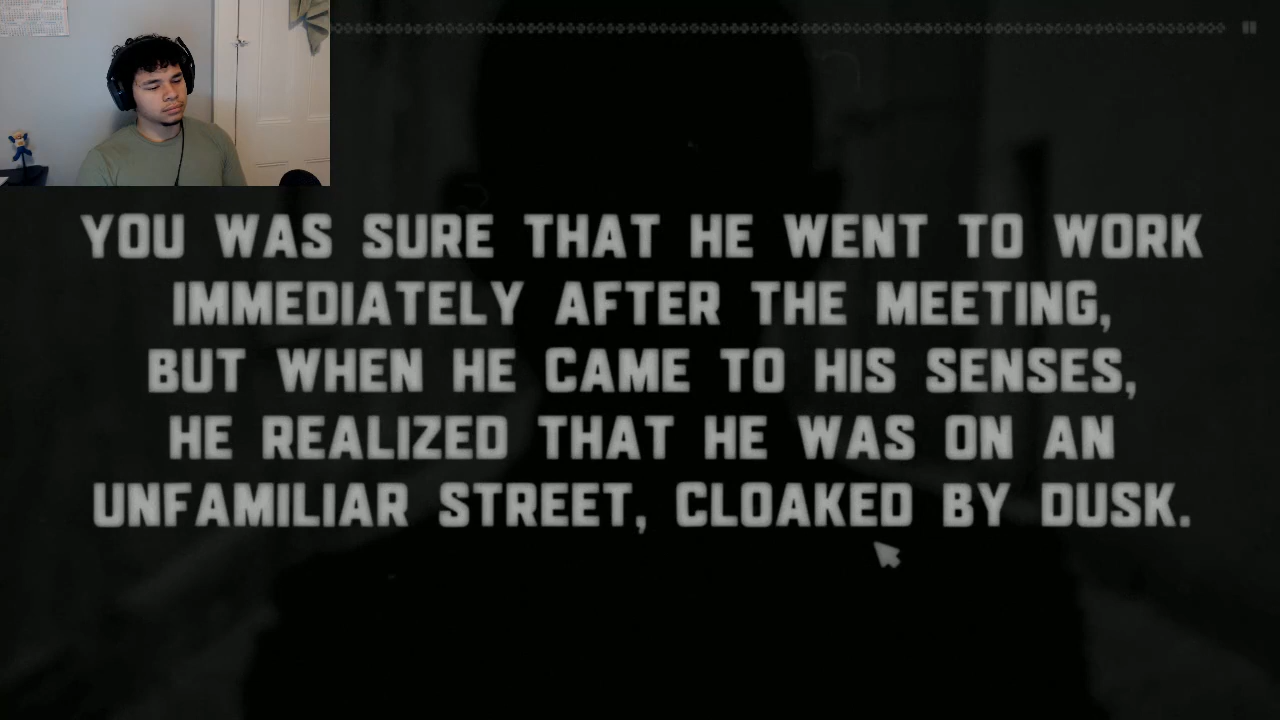 YOU WAS SURE THAT HE WENT TO WORK
IMMEDIATELY AFTER THE MEETING,
BUT WHEN HE CAME TO HIS SENSES,
HE REALIZED THAT HE WAS ON AN
UNFAMILIAR STREET, CLOAKED BY DUSK.